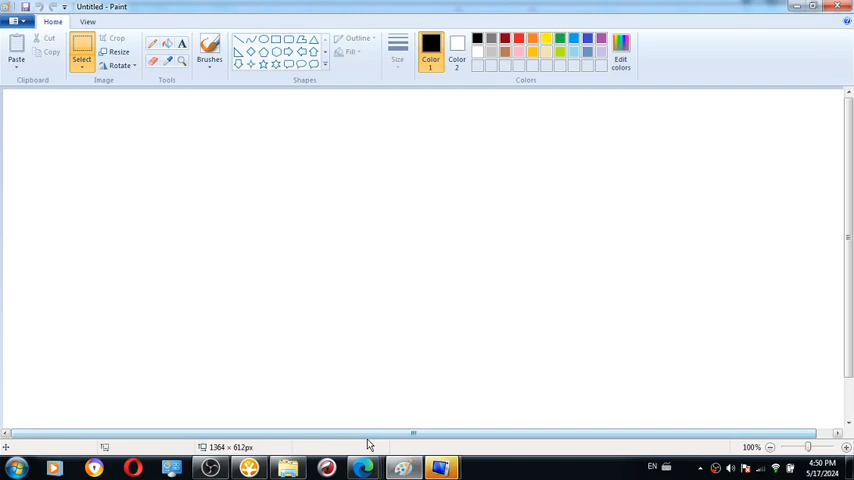 Untitled - Paint
Home View
Cut
Copy
Paste
Clipboard
Crop
Resize
Rotate
Select
Image
A
Tools
Brushes
Outline
Fill
Shapes
Size
Color 1
Color 2
Edit colors
Colors
1364 × 612px
100%
EN
4:50 PM
5/17/2024